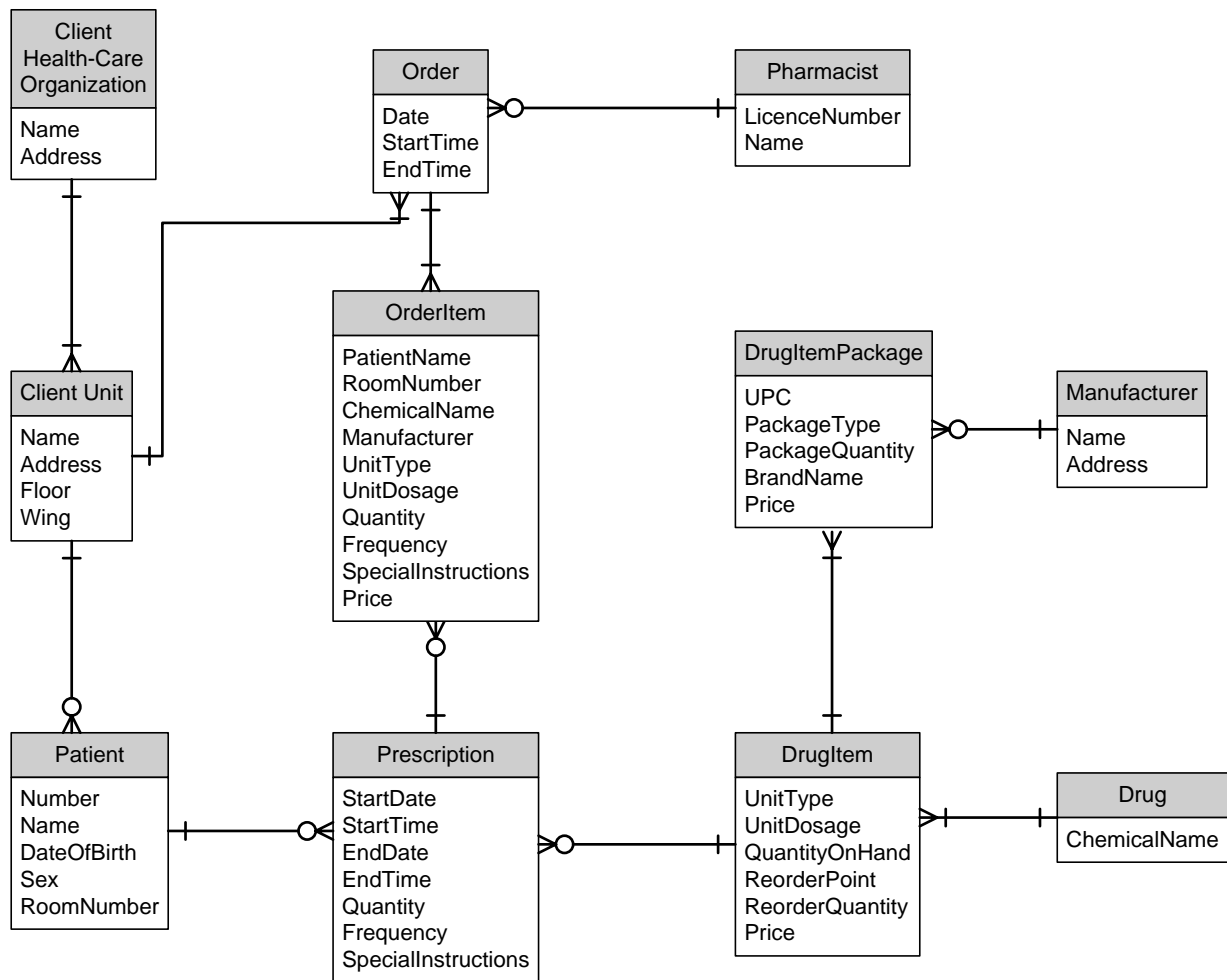 Client
Health-Care
Organization
Name
Address
Order
Date
StartTime
EndTime
Pharmacist
LicenceNumber
Name
OrderItem
PatientName
RoomNumber
ChemicalName
Manufacturer
UnitType
UnitDosage
Quantity
Frequency
SpecialInstructions
Price
DrugItemPackage
UPC
PackageType
PackageQuantity
BrandName
Price
Manufacturer
Name
Address
Client Unit
Name
Address
Floor
Wing
Patient
Number
Name
DateOfBirth
Sex
RoomNumber
Prescription
StartDate
StartTime
EndDate
EndTime
Quantity
Frequency
SpecialInstructions
DrugItem
UnitType
UnitDosage
QuantityOnHand
ReorderPoint
ReorderQuantity
Price
Drug
ChemicalName